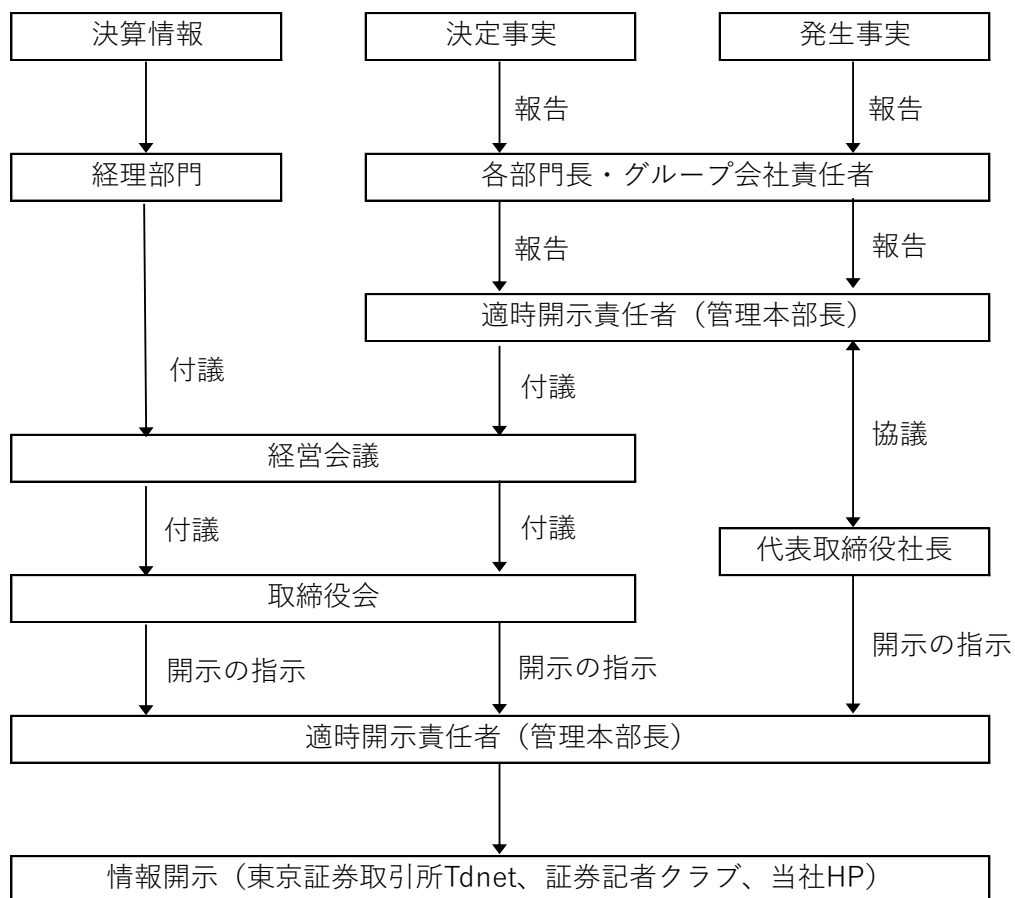 決算情報
決定事実
発生事実
報告
報告
経理部門
各部門長・グループ会社責任者
報告
報告
適時開示責任者（管理本部長）
付議
付議
協議
経営会議
付議
付議
代表取締役社長
取締役会
開示の指示
開示の指示
開示の指示
適時開示責任者（管理本部長）
情報開示（東京証券取引所Tdnet、証券記者クラブ、当社HP）